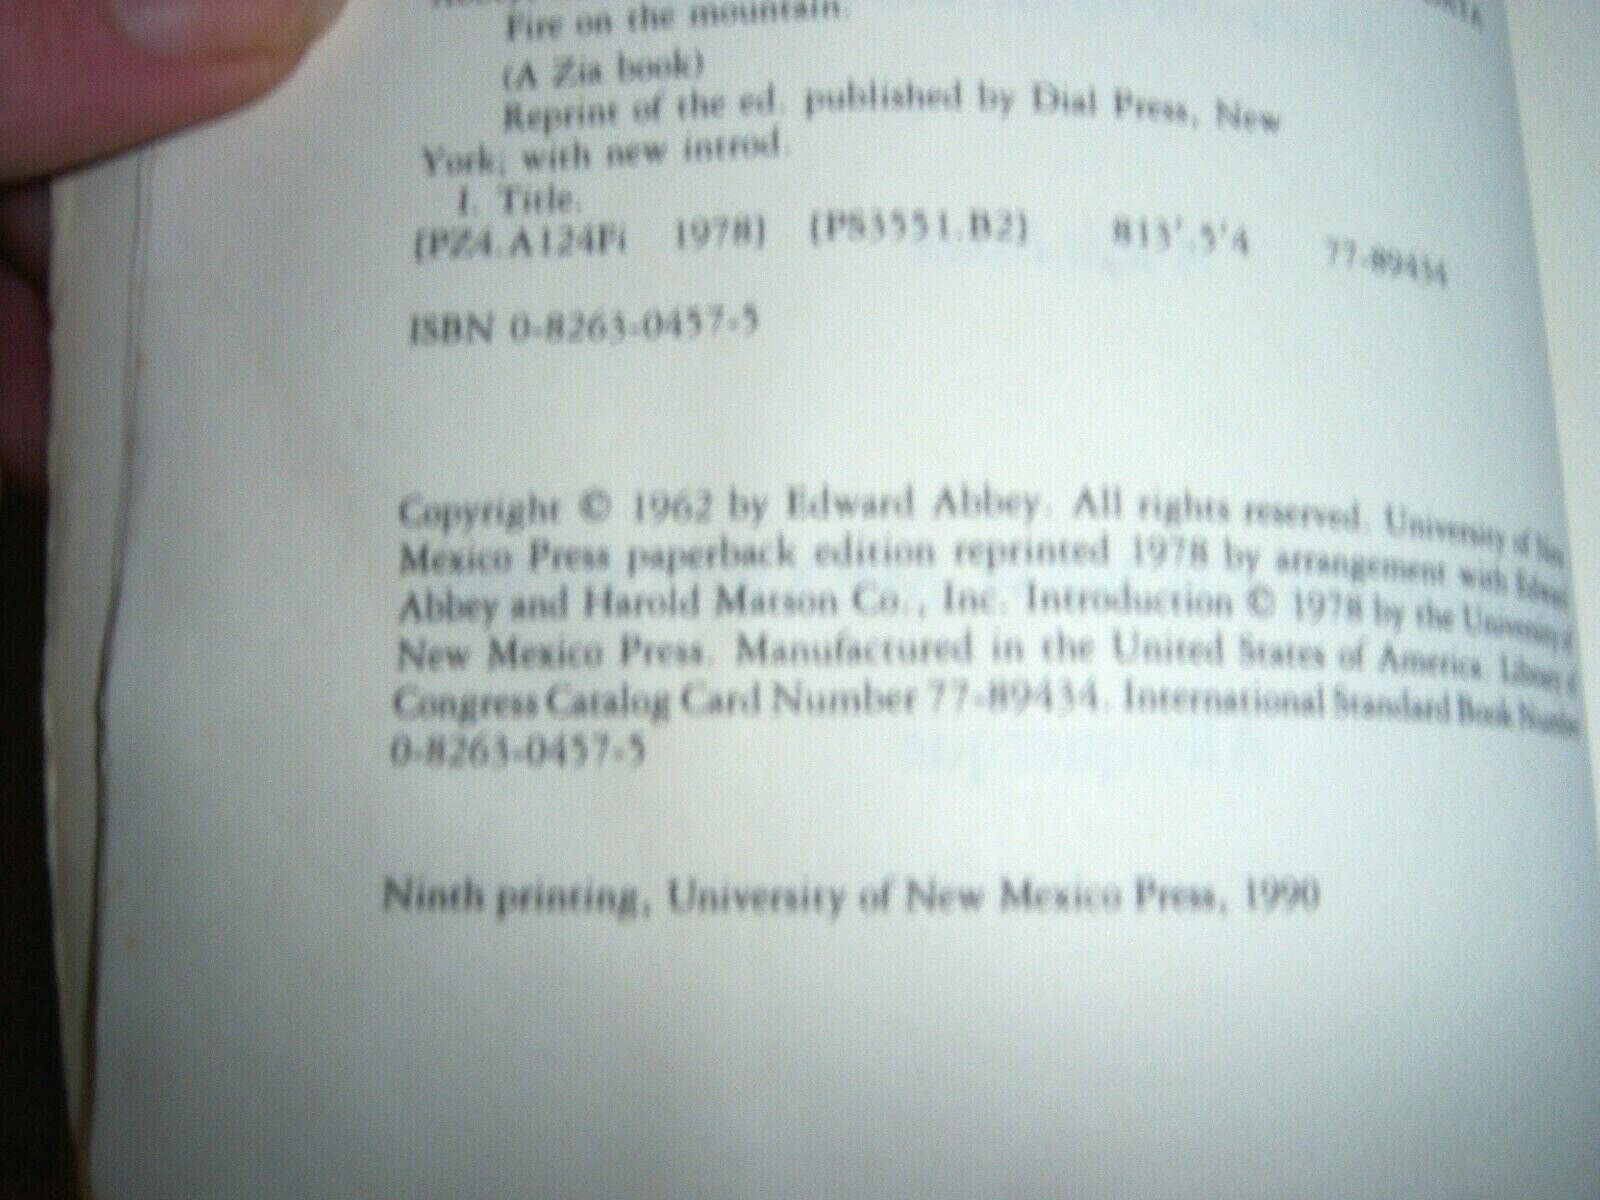 Fire on the mountain.
(A Zia book)
Reprint of the ed. published by Dial Press, New
York; with new introd.
I. Title.
[PZ4.A124Fi 1978] [PS3551.B2] 813'.5'4 77-89434
ISBN 0-8263-0457-5
Copyright © 1962 by Edward Abbey. All rights reserved. University of New
Mexico Press paperback edition reprinted 1978 by arrangement with Edward
Abbey and Harold Matson Co., Inc. Introduction © 1978 by the University of
New Mexico Press. Manufactured in the United States of America. Library of
Congress Catalog Card Number 77-89434. International Standard Book Number
0-8263-0457-5
Ninth printing, University of New Mexico Press, 1990